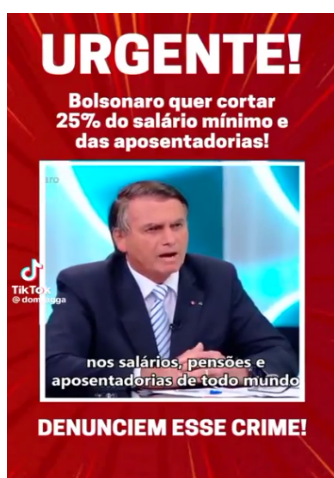 URGENTE!
Bolsonaro quer cortar
25% do salário mínimo e
das aposentadorias!
TikTok
nos salários, pensões e
aposentadorias de todo mundo
DENUNCIEM ESSE CRIME!